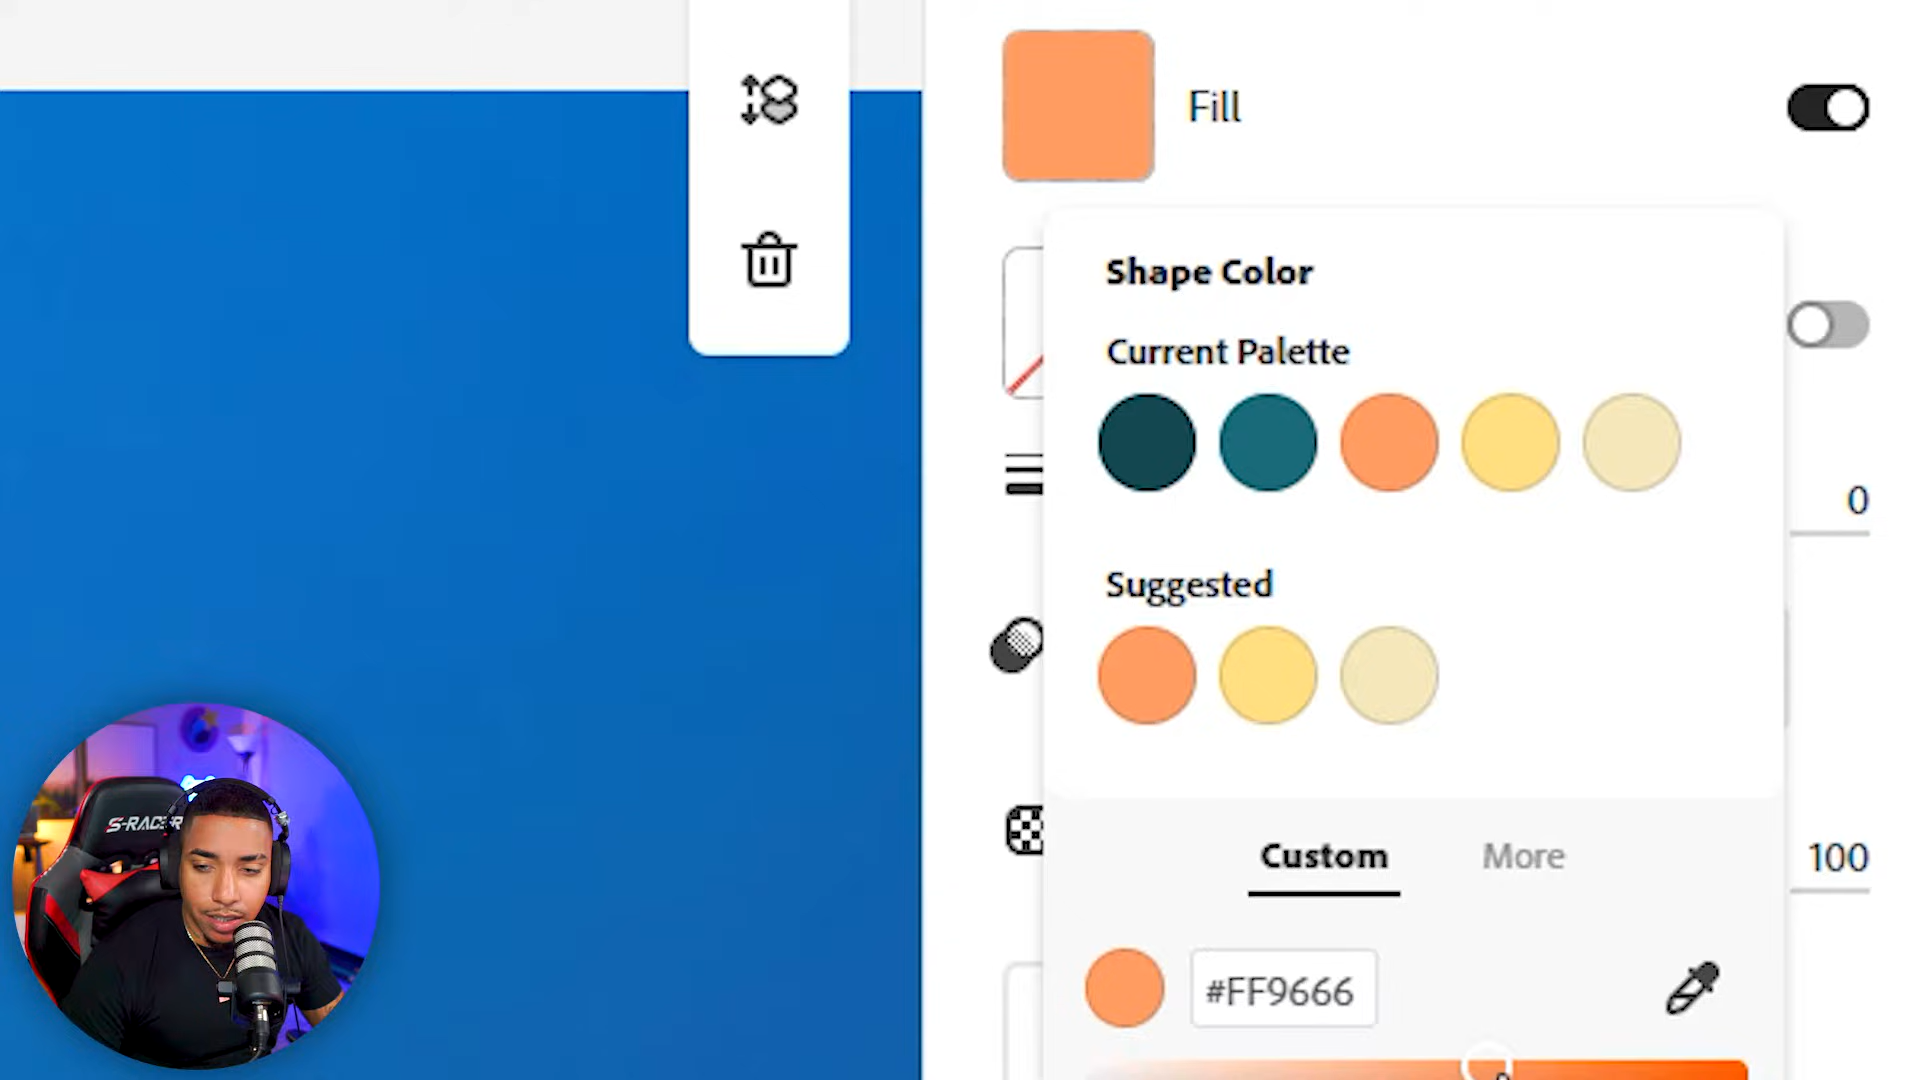 Fill
Shape Color
Current Palette
0
Suggested
Custom
More
100
#FF9666
S-RACER